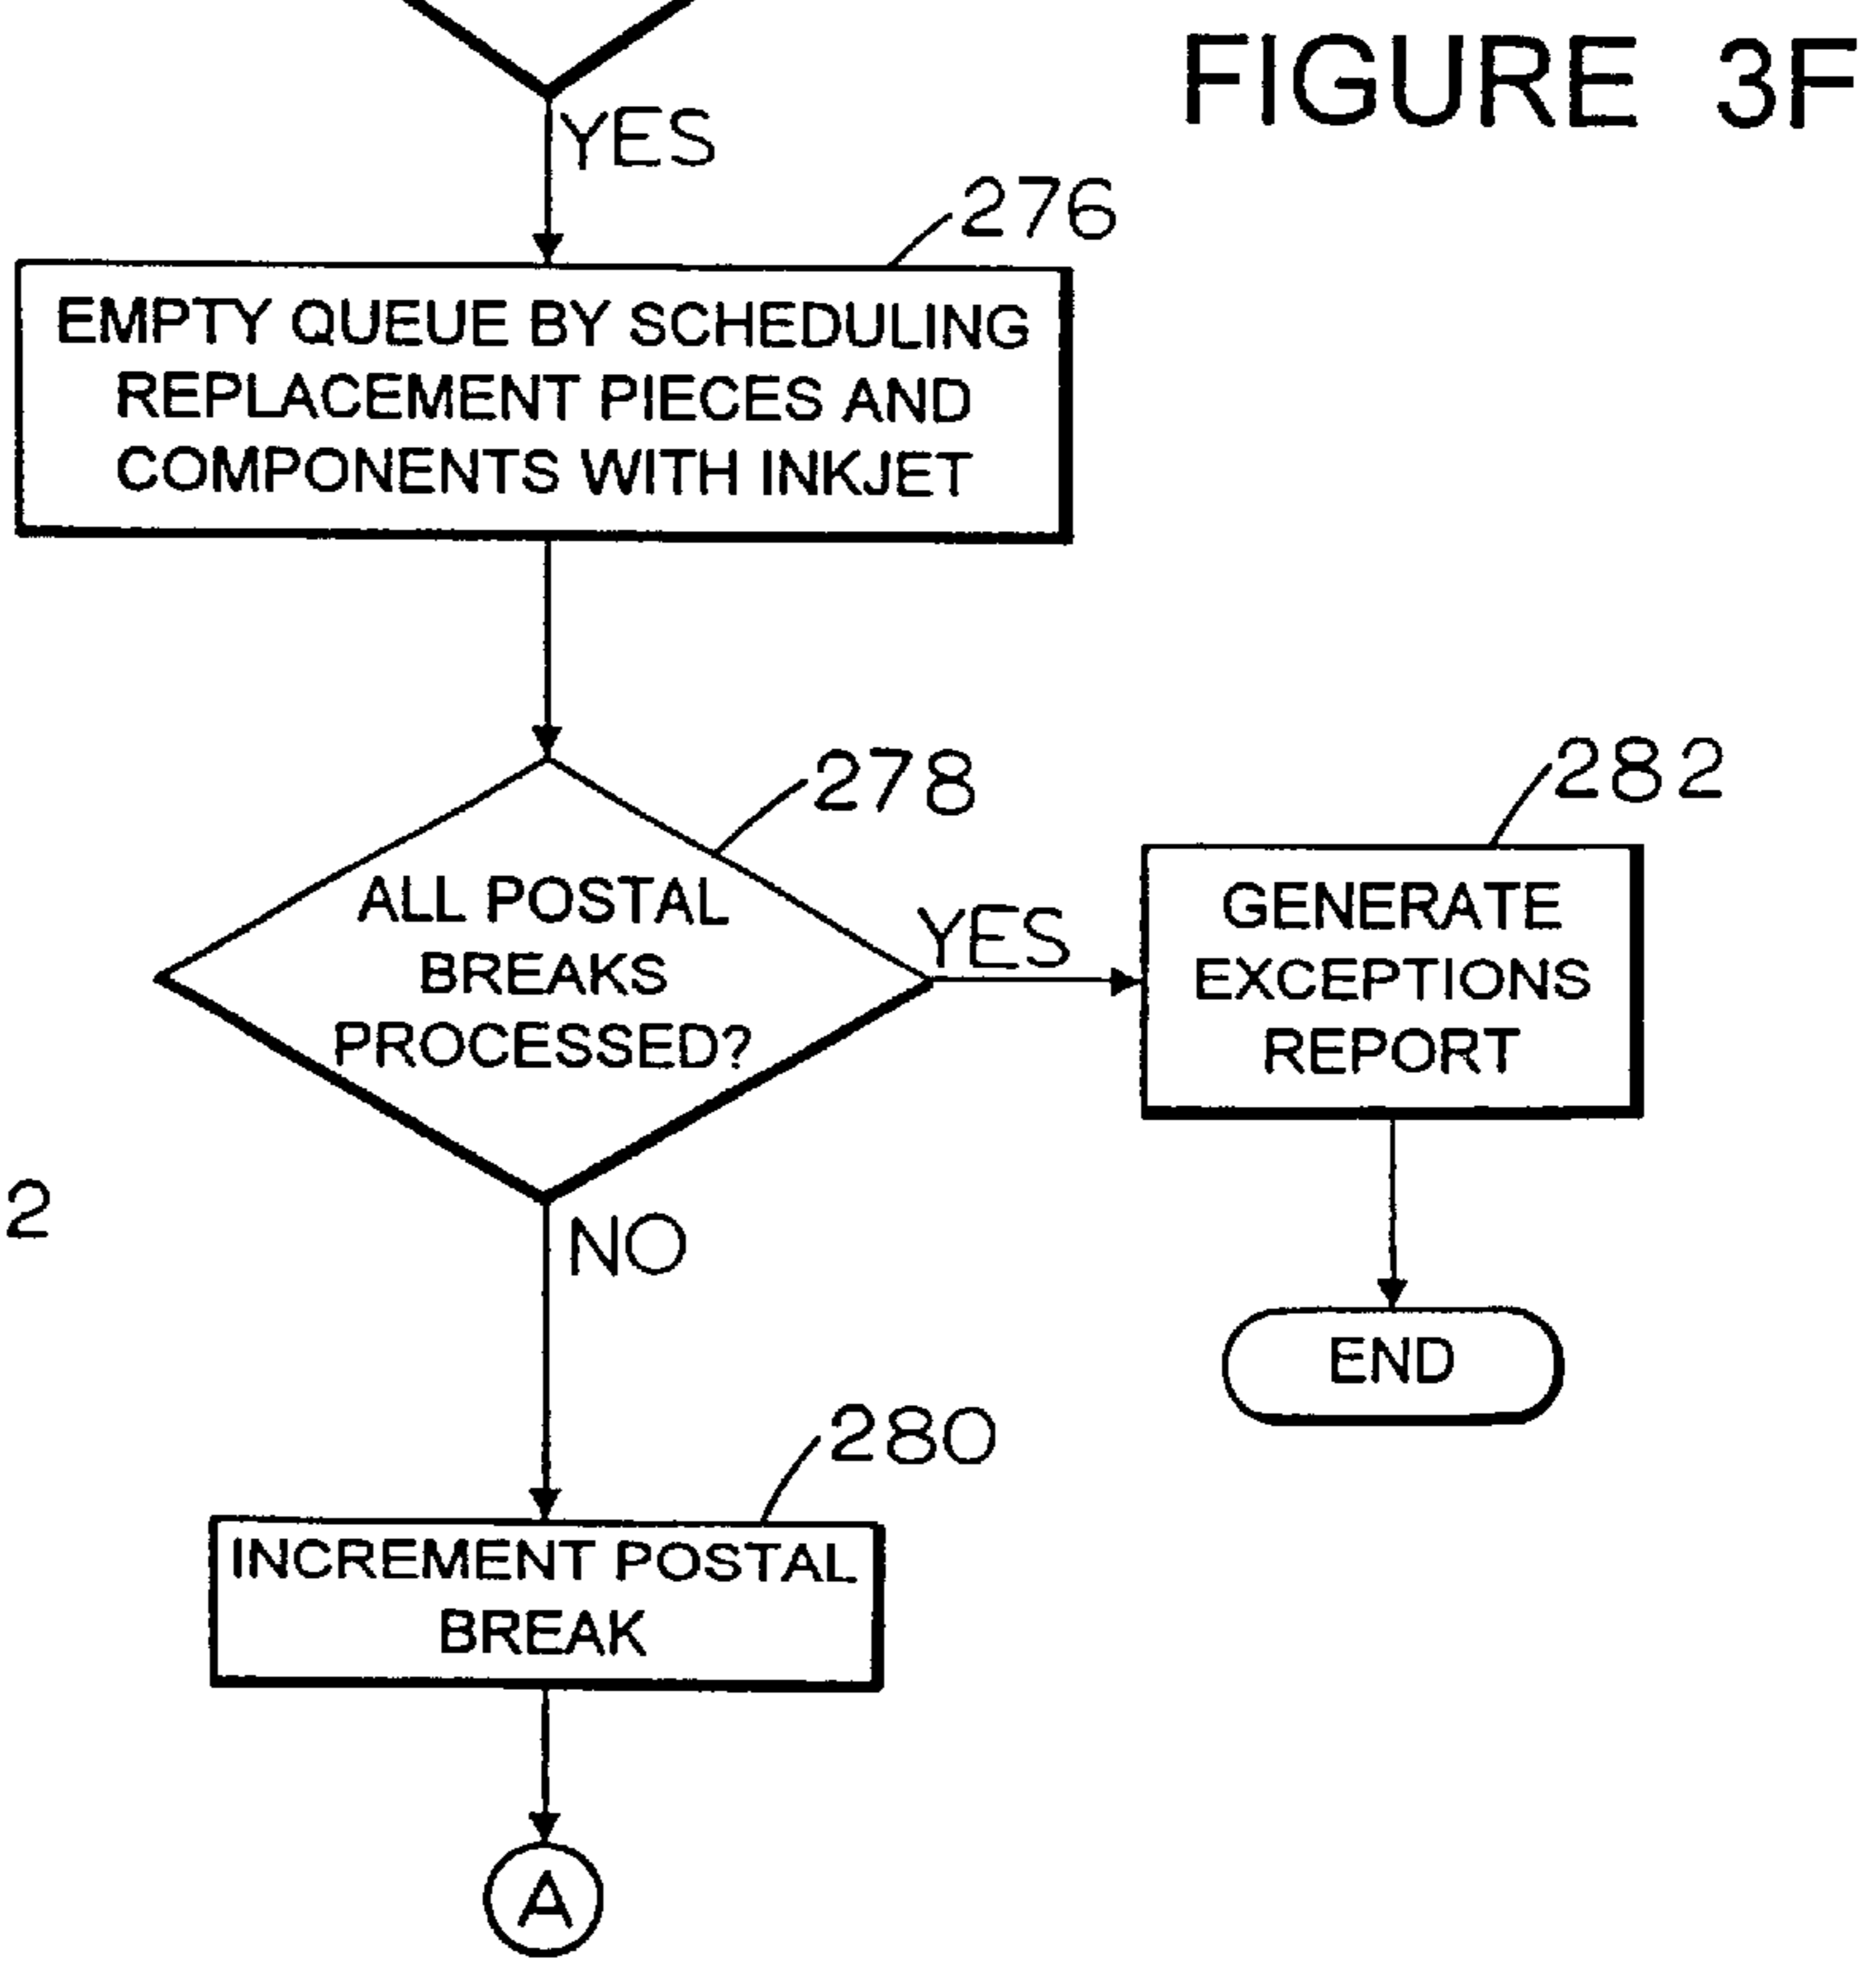 FIGURE 3F
YES
276
EMPTY QUEUE BY SCHEDULING
REPLACEMENT PIECES AND
COMPONENTS WITH INKJET
278
ALL POSTAL
BREAKS
PROCESSED?
YES
282
GENERATE
EXCEPTIONS
REPORT
2
NO
END
280
INCREMENT POSTAL
BREAK
A